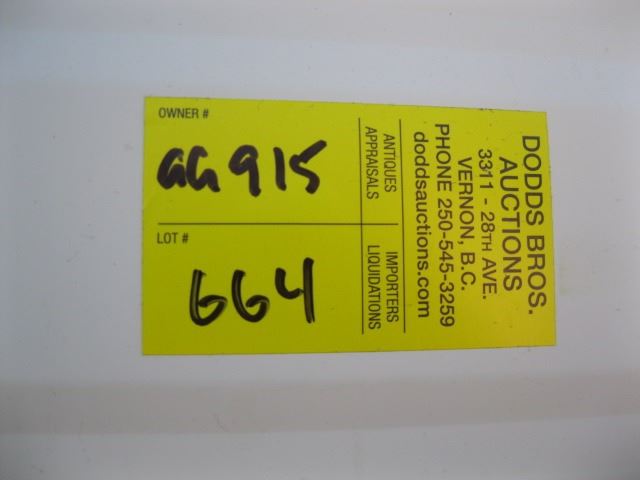 OWNER #
GG 915
LOT #
664
ANTIQUES
APPRAISALS
IMPORTERS
LIQUIDATIONS
DODDS BROS.
AUCTIONS
3311 - 28TH AVE.
VERNON, B.C.
PHONE 250-545-3259
doddsauctions.com